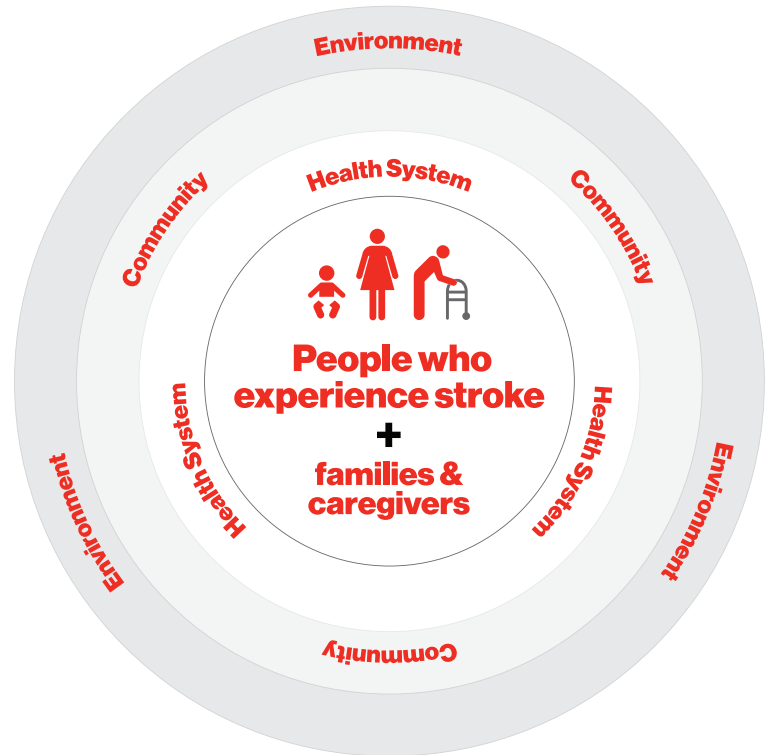 Environment
Community
Community
Health System
People who
experience stroke
+
families &
caregivers
Health System
Health System
Environment
Environment
Community